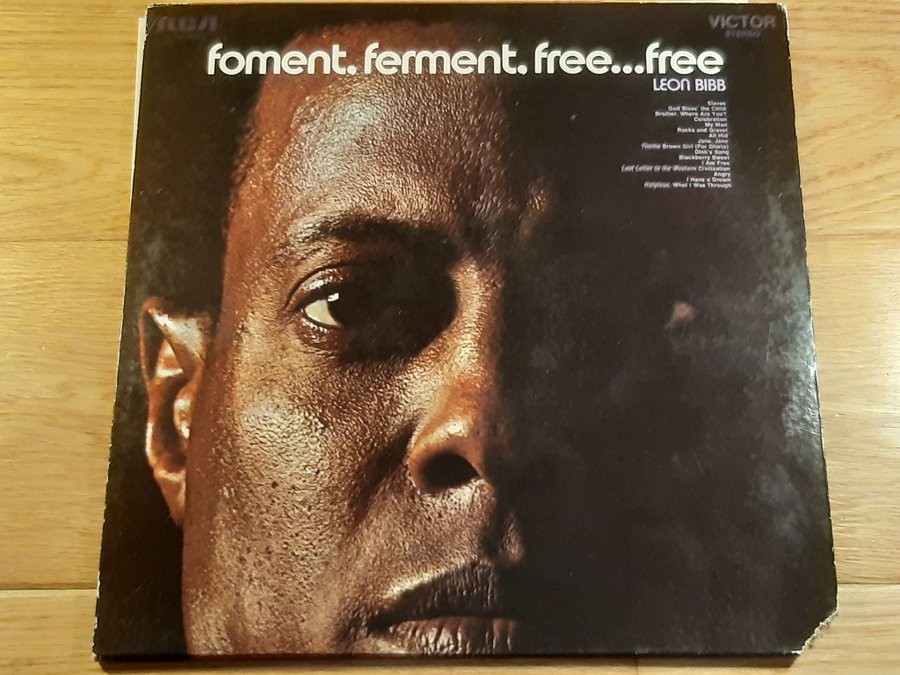 RCA
VICTOR
STEREO
foment. ferment. free...free
LEON BIBB
Slaves
God Bless' the Child
Brother, Where Are You?
Celebration
My Man
Rocks and Gravel
All Hid
Jane, Jane
Theme Brown Girl (For Gloria)
Dink's Song
Blackberry Sweet
I Am Free
Last Letter to the Western Civilization
Angry
I Have a Dream
Helpless, What I Was Through